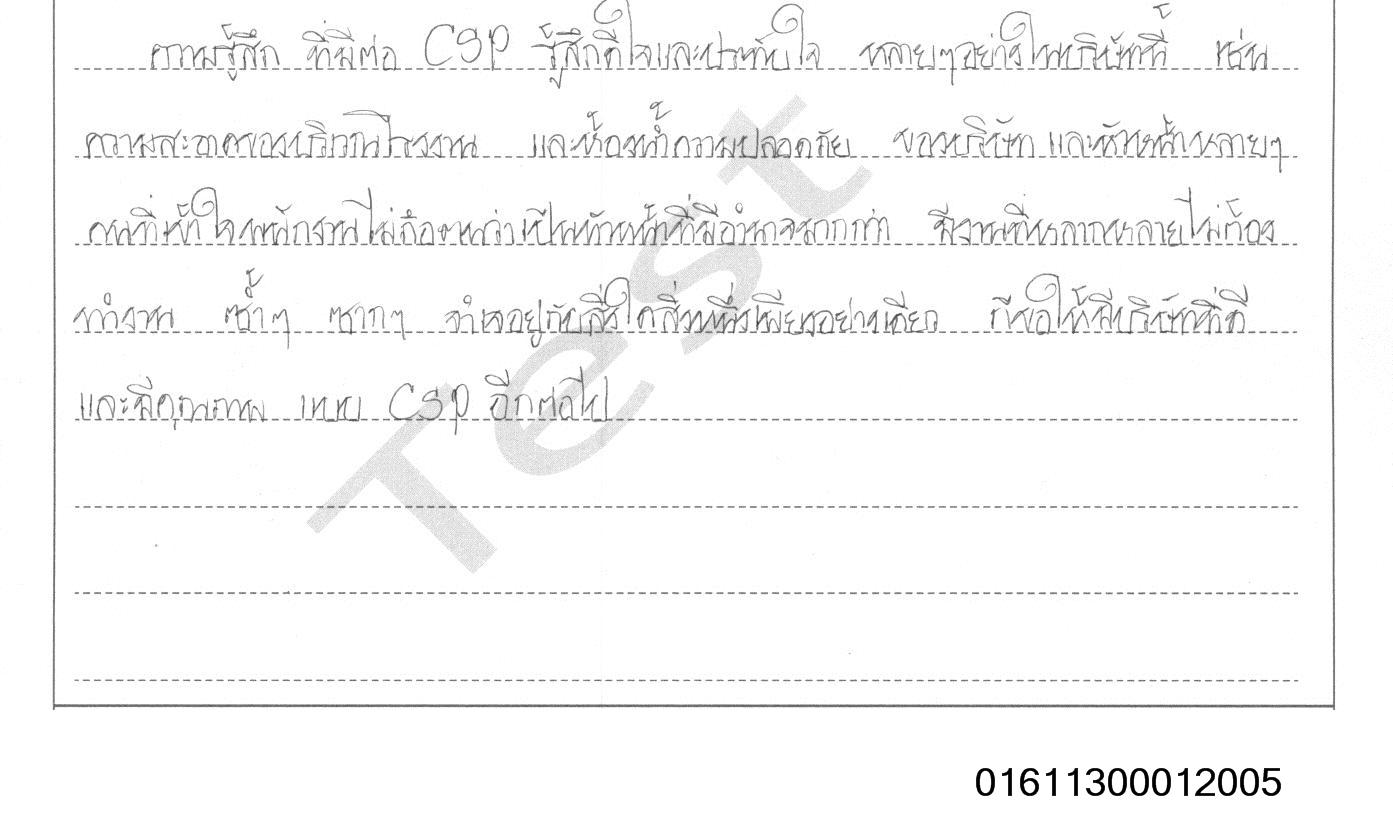 ความรู้สึก ที่มีต่อ CSP รู้สึกดีใจและประทับใจ หลายๆอย่างในบริษัทนี้ เช่น
ความสะอาดของบริเวณโรงงาน และห้องน้ำความปลอดภัย ของบริษัท และหัวหน้าหลายๆ
คนที่เข้าใจพนักงานไม่ถือตนว่าเป็นหัวหน้าที่มีอำนาจมากกว่า มีงานที่หลากหลายไม่ต้อง
ทำงาน ซ้ำๆ ซากๆ จำเจอยู่กับสิ่งใดสิ่งหนึ่งเพียงอย่างเดียว ก็ขอให้มีบริษัทที่ดี
และมีคุณภาพ แบบ CSP อีกต่อไป
Test
01611300012005